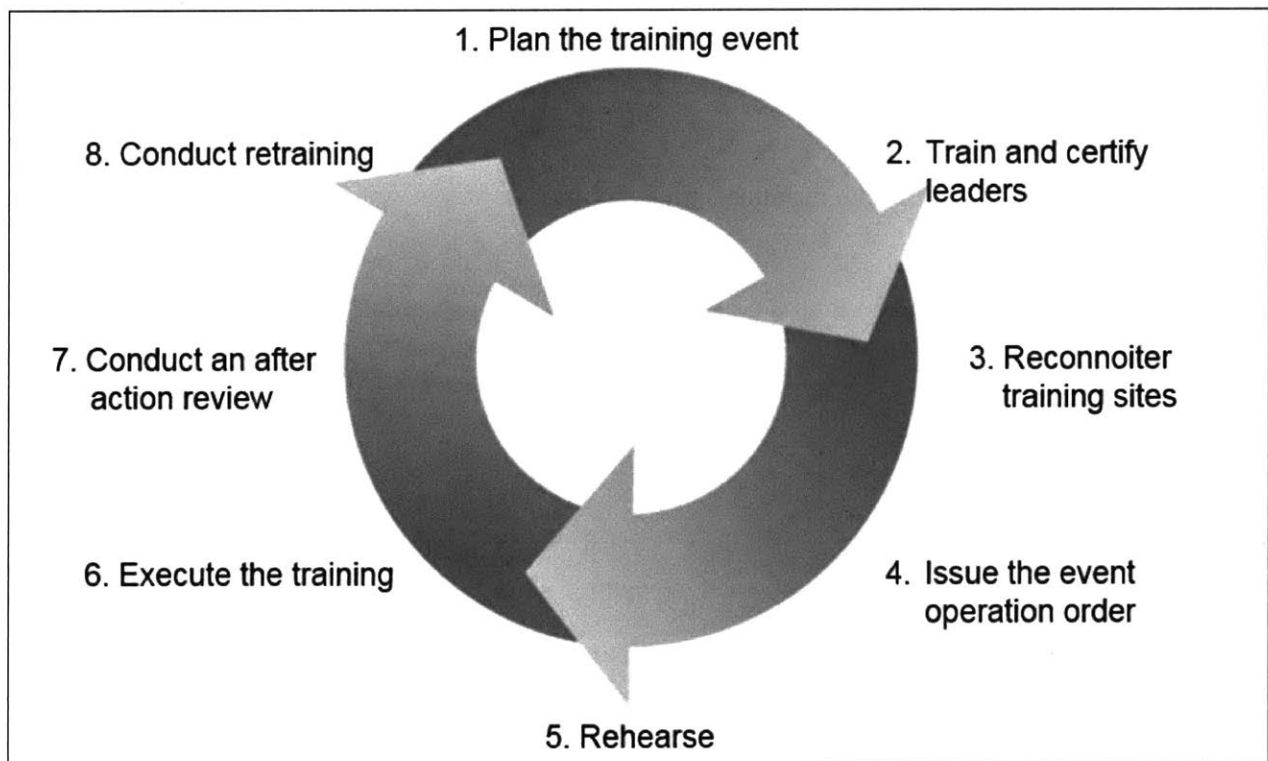 1. Plan the training event
2. Train and certify
leaders
3. Reconnoiter
training sites
4. Issue the event
operation order
5. Rehearse
6. Execute the training
7. Conduct an after
action review
8. Conduct retraining